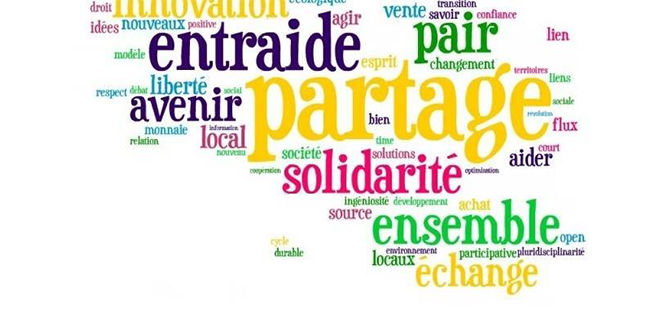 droit innovation écologique transition
idées nouveaux positive agir vente savoir confiance
entraide pair lien
modèle esprit changement
respect débat liberté social territoires liens
avenir partage sociale
monnaie information local bien révolution flux
relation nouveau société time solutions court
coopération solidarité optimisation aider
ingéniosité développement achat
source ensemble
cycle open
durable environnement participative pluridisciplinarité
locaux échange